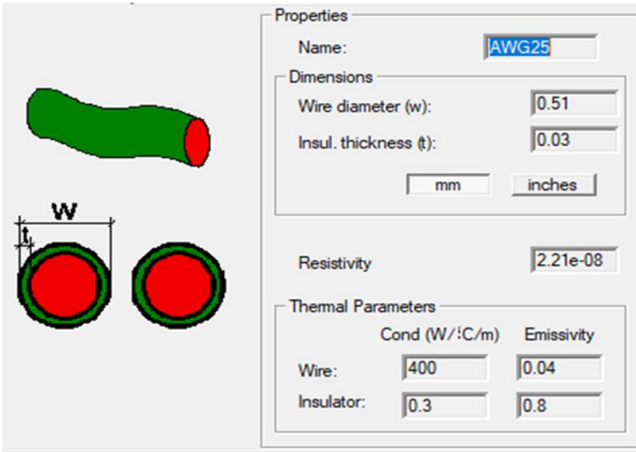 Properties
Name: AWG25
Dimensions
Wire diameter (w): 0.51
Insul. thickness (t): 0.03
mm inches
W
t
Resistivity 2.21e-08
Thermal Parameters
Cond (W/¦C/m) Emissivity
Wire: 400 0.04
Insulator: 0.3 0.8